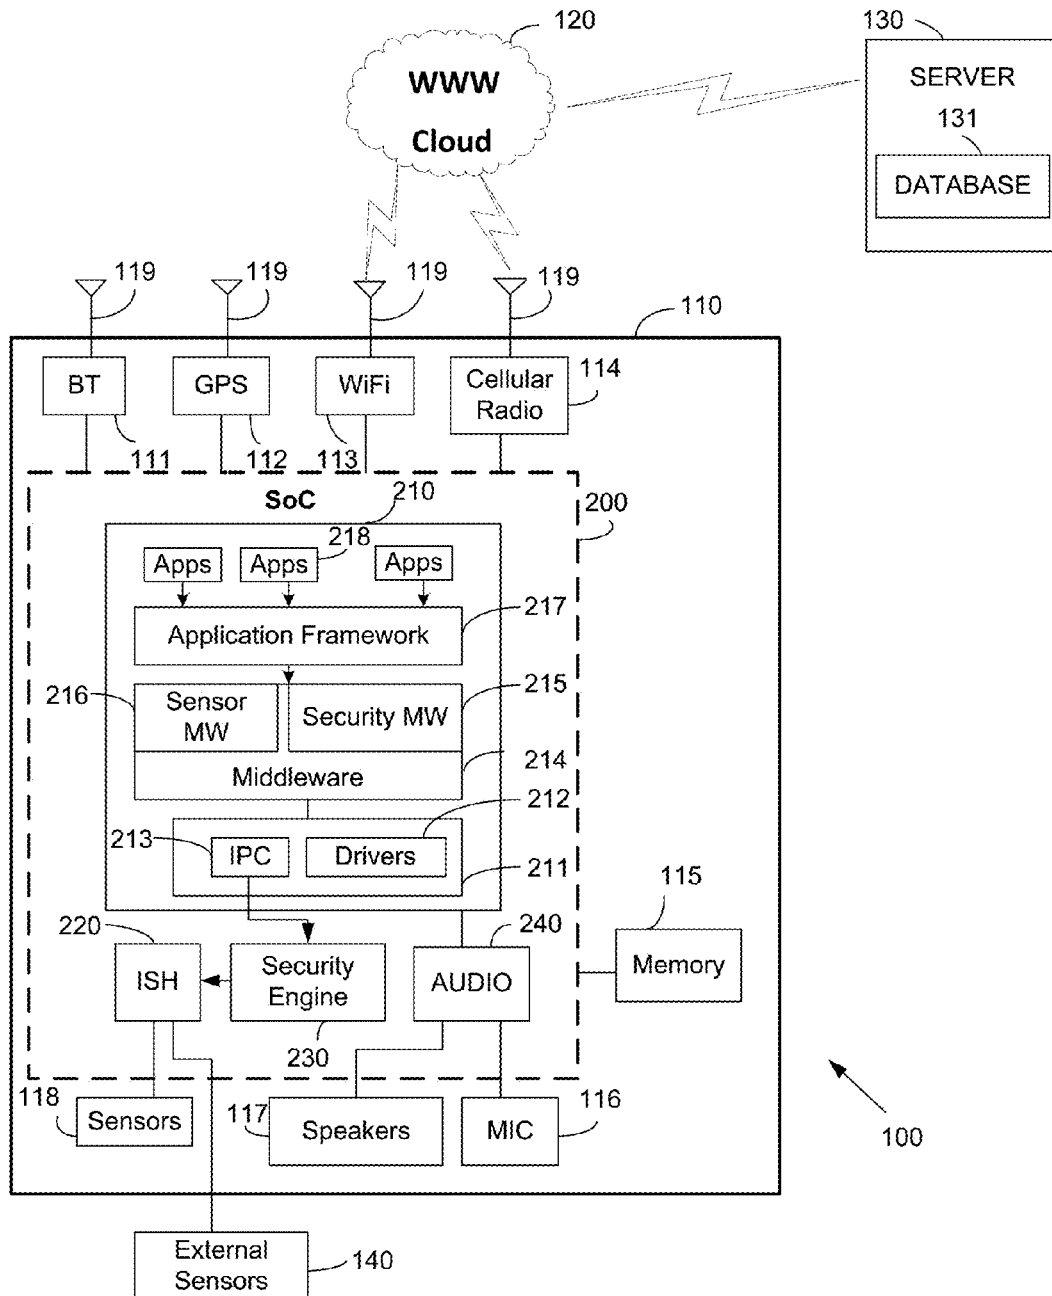 120
130
WWW
Cloud
SERVER
131
DATABASE
119
119
119
119
110
BT
GPS
WiFi
Cellular
Radio
114
111
112
113
SoC
210
200
218
Apps
Apps
Apps
217
Application Framework
216
Sensor
MW
Security MW
215
Middleware
214
212
213
IPC
Drivers
211
115
220
240
ISH
Security
Engine
AUDIO
Memory
230
118
Sensors
117
Speakers
MIC
116
100
External
Sensors
140